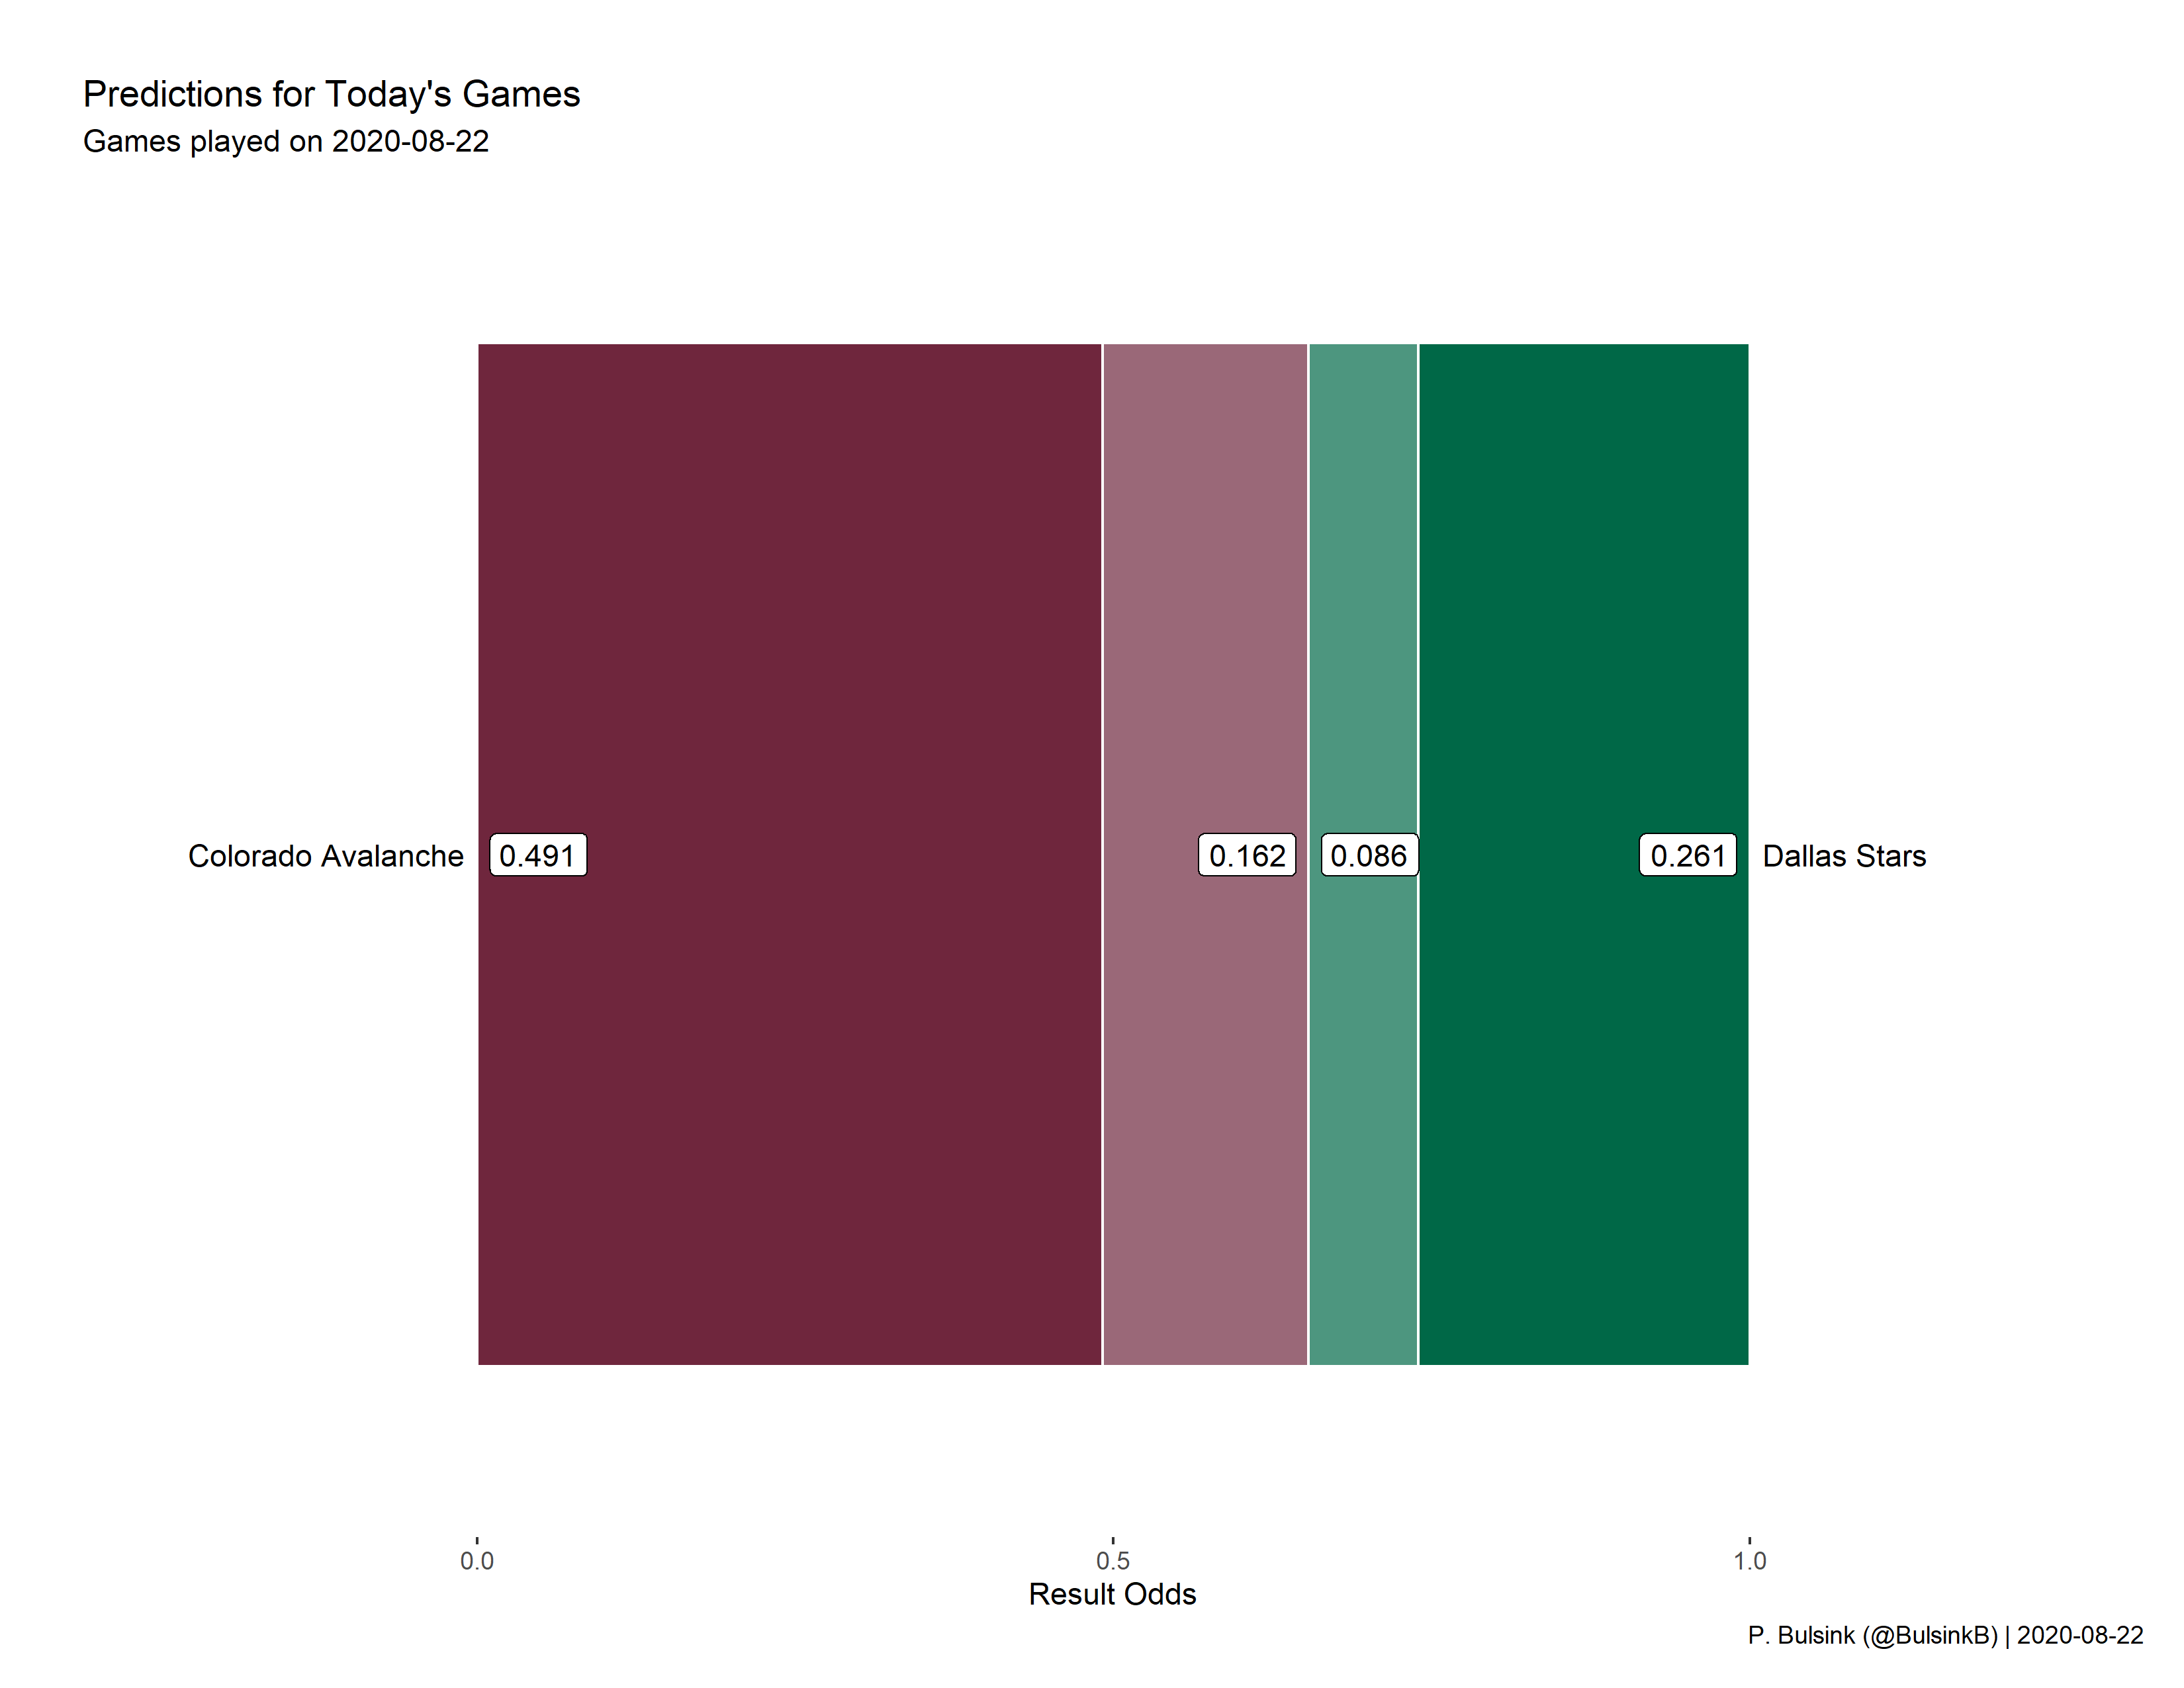 Predictions for Today's Games
Games played on 2020-08-22
Colorado Avalanche 0.491 0.162 0.086 0.261 Dallas Stars
0.0 0.5 1.0
Result Odds
P. Bulsink (@BulsinkB) | 2020-08-22